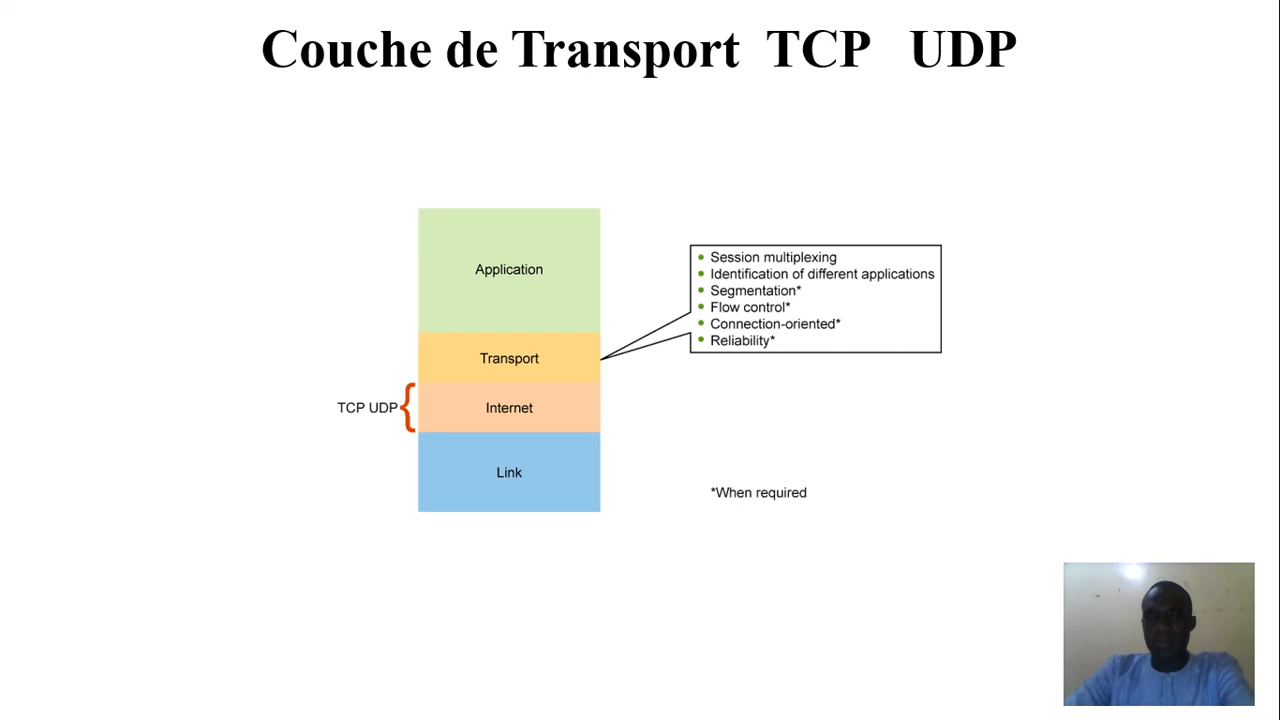 Couche de Transport TCP UDP
Application
Transport
TCP UDP
Internet
Link
Session multiplexing
Identification of different applications
Segmentation*
Flow control*
Connection-oriented*
Reliability*
*When required